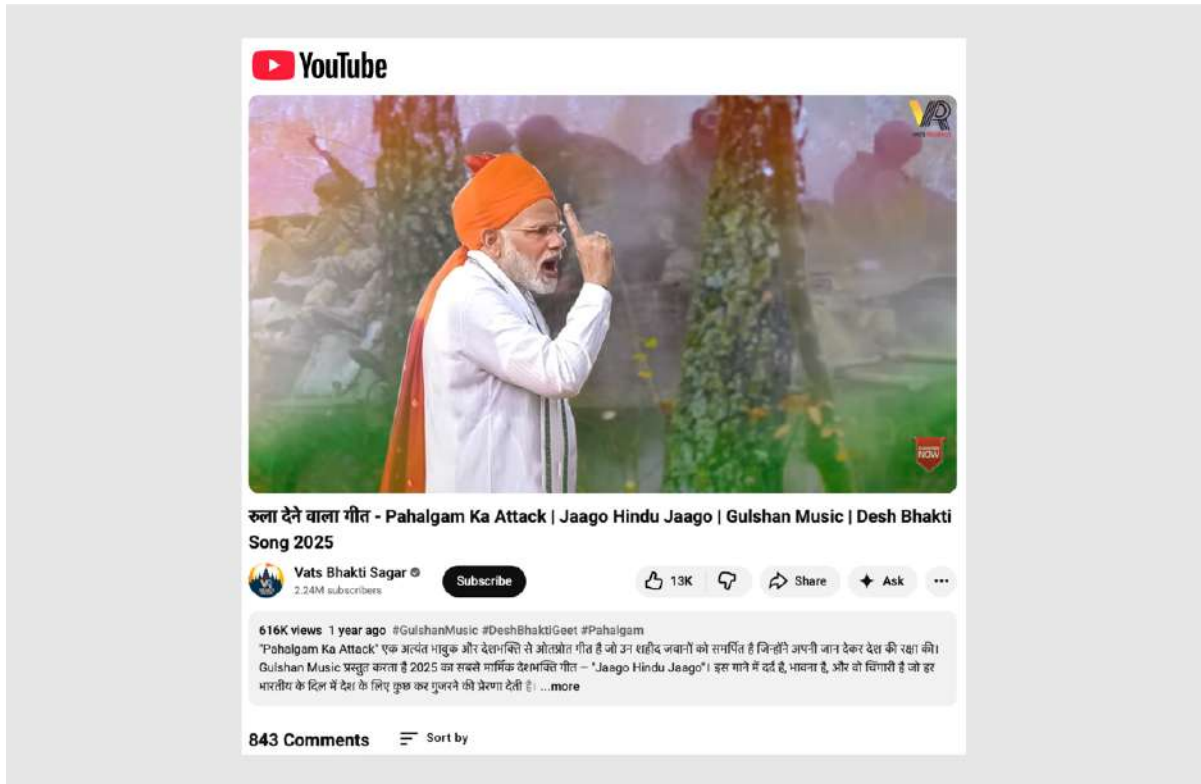 YouTube
VR
NOW
रुला देने वाला गीत - Pahalgam Ka Attack | Jaago Hindu Jaago | Gulshan Music | Desh Bhakti
Song 2025
Vats Bhakti Sagar
2.24M subscribers
Subscribe
13K
Share
Ask
616K views 1 year ago #GulshanMusic #DeshBhaktiGeet #Pahalgam
"Pahalgam Ka Attack" एक अत्यंत भावुक और देशभक्ति से ओतप्रोत गीत है जो उन शहीद जवानों को समर्पित है जिन्होंने अपनी जान देकर देश की रक्षा की।
Gulshan Music प्रस्तुत करता है 2025 का सबसे मार्मिक देशभक्ति गीत – "Jaago Hindu Jaago"। इस गाने में दर्द है, भावना है, और वो चिंगारी है जो हर
भारतीय के दिल में देश के लिए कुछ कर गुजरने की प्रेरणा देती है। ...more
843 Comments
Sort by